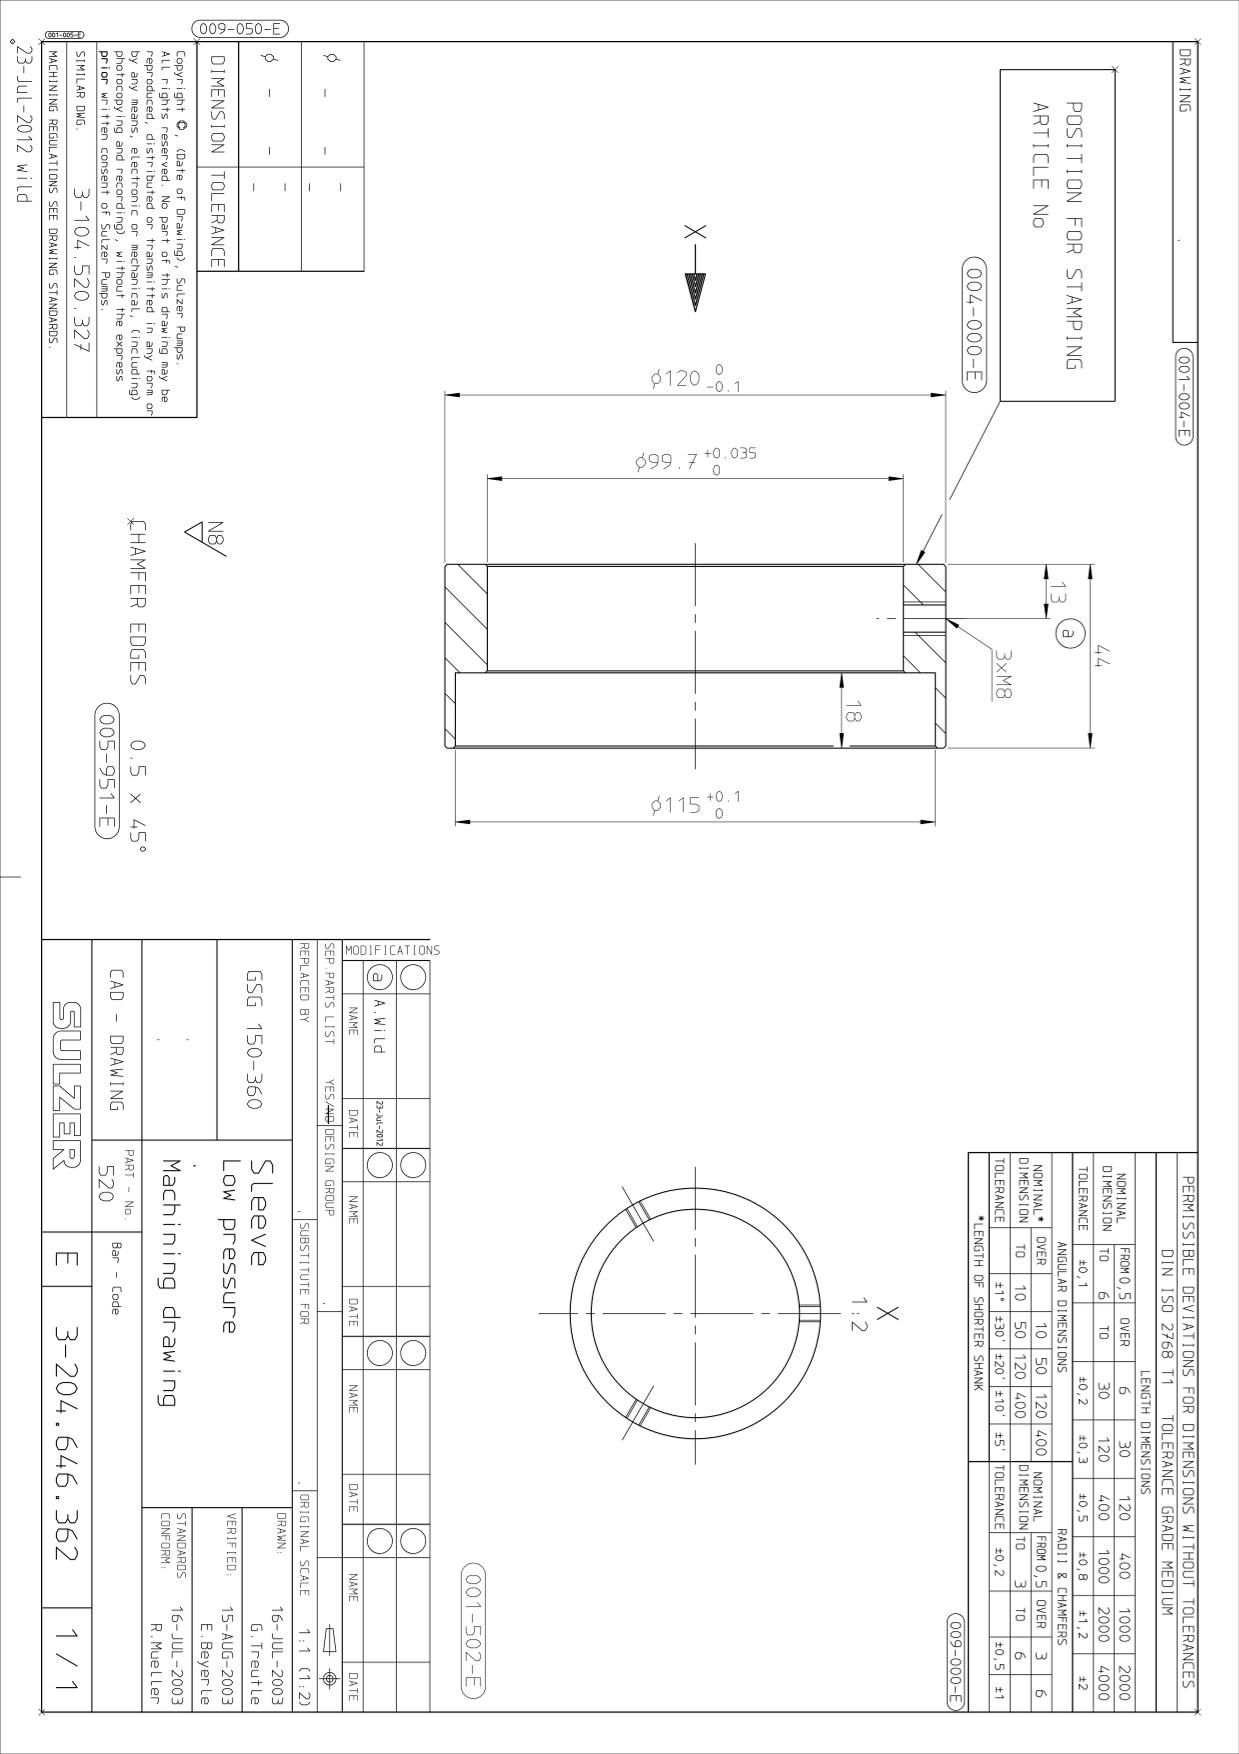 DRAWING
001-004-E
PERMISSIBLE DEVIATIONS FOR DIMENSIONS WITHOUT TOLERANCES
DIN ISO 2768 T1 TOLERANCE GRADE MEDIUM
LENGTH DIMENSIONS
NOMINAL DIMENSION FROM 0,5 OVER 6 30 120 400 1000 2000
TO 6 TO 30 120 400 1000 2000 4000
TOLERANCE ±0,1 ±0,2 ±0,3 ±0,5 ±0,8 ±1,2 ±2
ANGULAR DIMENSIONS
RADII & CHAMFERS
NOMINAL * DIMENSION OVER 10 50 120 400
TO 10 50 120 400
TOLERANCE ±1° ±30' ±20' ±10' ±5'
NOMINAL DIMENSION FROM 0,5 OVER 3 6
TO 3 TO 6
TOLERANCE ±0,2 ±0,5 ±1
*LENGTH OF SHORTER SHANK
009-000-E
POSITION FOR STAMPING
ARTICLE No
004-000-E
X
φ120 0 -0.1
φ99.7 +0.035 0
44
13
a
3xM8
18
φ115 +0.1 0
X
1:2
001-502-E
009-050-E
φ - -
- -
φ - -
- -
DIMENSION TOLERANCE
Copyright ©, (Date of Drawing), Sulzer Pumps.
ALL rights reserved. No part of this drawing may be
reproduced, distributed or transmitted in any form or
by any means, electronic or mechanical, (including)
photocopying and recording), without the express
prior written consent of Sulzer Pumps.
SIMILAR DWG. 3-104.520.327
MACHINING REGULATIONS SEE DRAWING STANDARDS.
001-005-E
23-Jul-2012 wild
N8
CHAMFER EDGES 0.5 x 45°
005-951-E
MODIFICATIONS
a A.Wild 23-Jul-2012
NAME DATE NAME DATE NAME DATE NAME DATE
SEP.PARTS LIST YES/NO DESIGN GROUP
REPLACED BY SUBSTITUTE FOR ORIGINAL SCALE 1:1 (1:2)
GSG 150-360
Sleeve
Low pressure
Machining drawing
DRAWN: 16-JUL-2003
G.Treutle
VERIFIED: 15-AUG-2003
E.Beyerle
STANDARDS CONFORM: 16-JUL-2003
R.Mueller
CAD - DRAWING
PART - No.
520
Bar - Code
SULZER
E
3-204.646.362
1 / 1